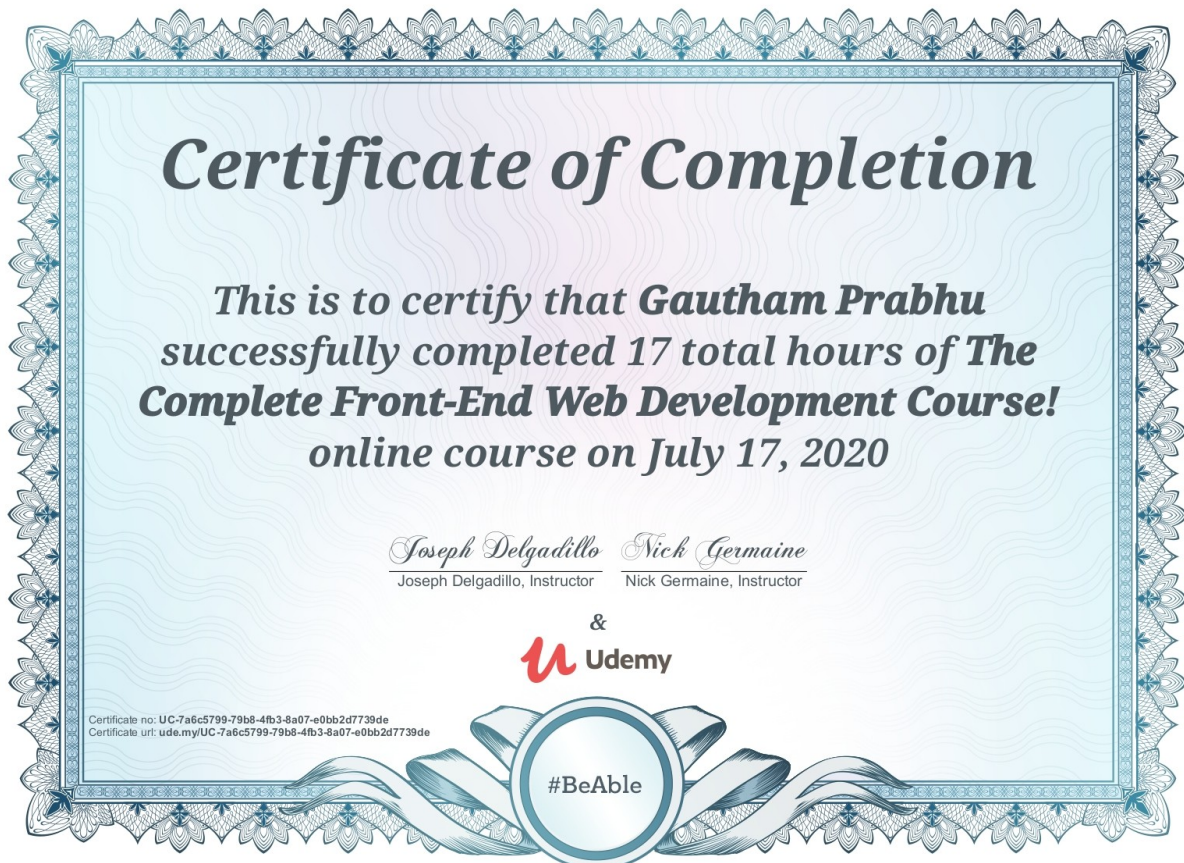 Certificate of Completion
This is to certify that Gautham Prabhu
successfully completed 17 total hours of The
Complete Front-End Web Development Course!
online course on July 17, 2020
Joseph Delgadillo Nick Germaine
Joseph Delgadillo, Instructor Nick Germaine, Instructor
&
Udemy
Certificate no: UC-7a6c5799-79b8-4fb3-8a07-e0bb2d7739de
Certificate url: ude.my/UC-7a6c5799-79b8-4fb3-8a07-e0bb2d7739de
#BeAble